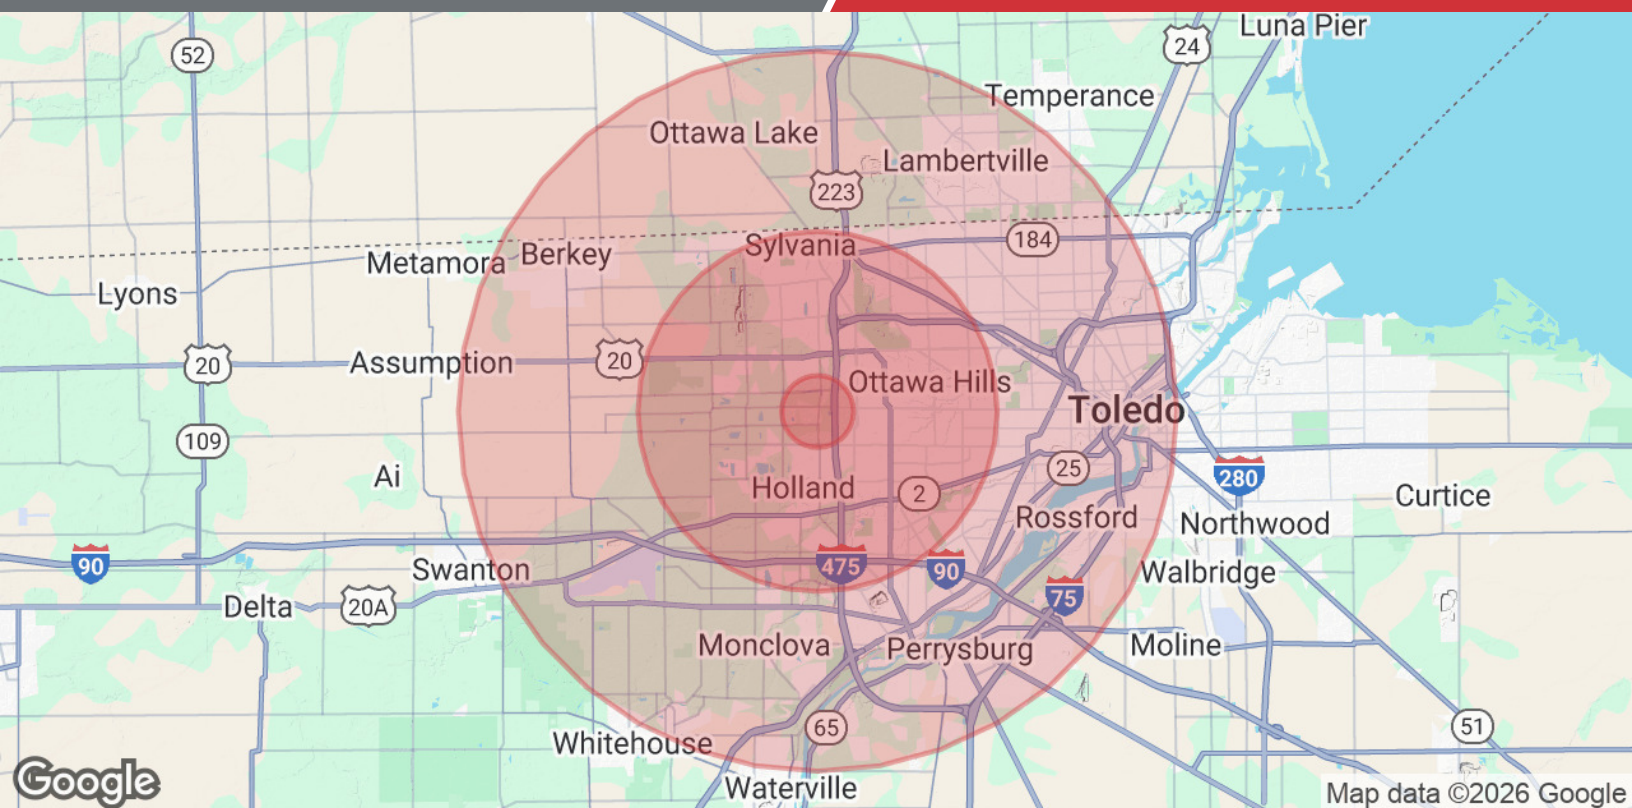 Luna Pier
24
52
Temperance
Ottawa Lake
Lambertville
223
184
Sylvania
Berkey
Metamora
Lyons
20
20
Assumption
Ottawa Hills
Toledo
109
25
Ai
280
Holland
2
Curtice
Rossford
Northwood
90
475
90
Swanton
Walbridge
75
Delta
20A
Monclova
Perrysburg
Moline
65
51
Whitehouse
Waterville
Google
Map data ©2026 Google